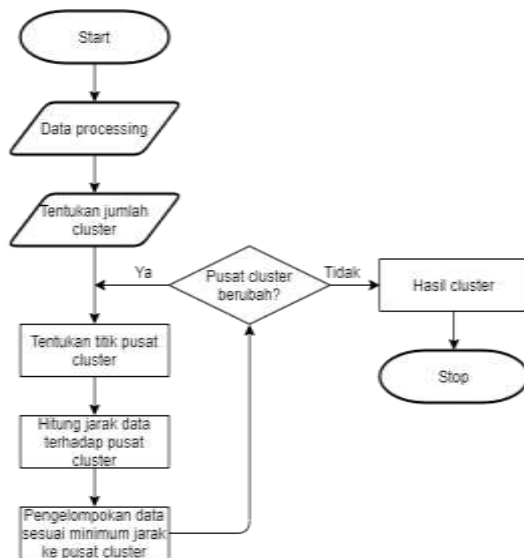 Start
Data processing
Tentukan jumlah
cluster
Ya
Pusat cluster
berubah?
Tidak
Hasil cluster
Tentukan titik pusat
cluster
Stop
Hitung jarak data
terhadap pusat
cluster
Pengelompokan data
sesuai minimum jarak
ke pusat cluster